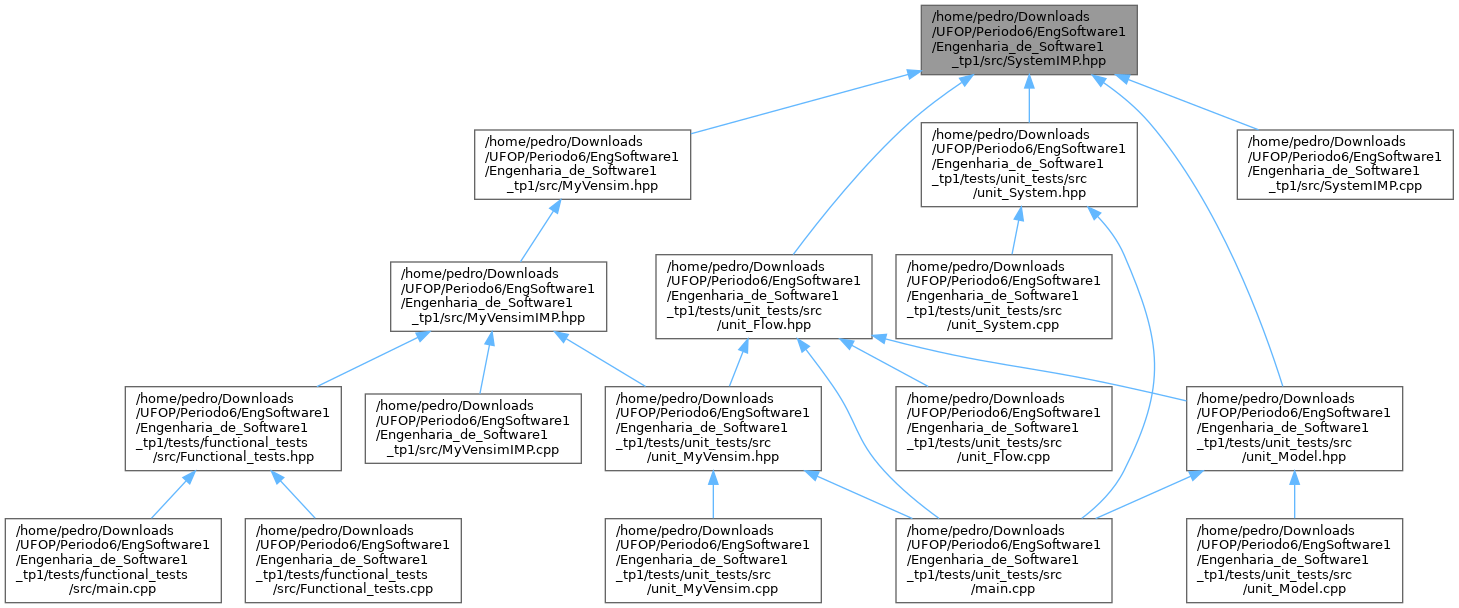 /home/pedro/Downloads
/UFOP/Periodo6/EngSoftware1
/Engenharia_de_Software1
_tp1/src/SystemIMP.hpp
/home/pedro/Downloads
/UFOP/Periodo6/EngSoftware1
/Engenharia_de_Software1
_tp1/src/MyVensim.hpp
/home/pedro/Downloads
/UFOP/Periodo6/EngSoftware1
/Engenharia_de_Software1
_tp1/tests/unit_tests/src
/unit_System.hpp
/home/pedro/Downloads
/UFOP/Periodo6/EngSoftware1
/Engenharia_de_Software1
_tp1/src/SystemIMP.cpp
/home/pedro/Downloads
/UFOP/Periodo6/EngSoftware1
/Engenharia_de_Software1
_tp1/src/MyVensimIMP.hpp
/home/pedro/Downloads
/UFOP/Periodo6/EngSoftware1
/Engenharia_de_Software1
_tp1/tests/unit_tests/src
/unit_Flow.hpp
/home/pedro/Downloads
/UFOP/Periodo6/EngSoftware1
/Engenharia_de_Software1
_tp1/tests/unit_tests/src
/unit_System.cpp
/home/pedro/Downloads
/UFOP/Periodo6/EngSoftware1
/Engenharia_de_Software1
_tp1/tests/functional_tests
/src/Functional_tests.hpp
/home/pedro/Downloads
/UFOP/Periodo6/EngSoftware1
/Engenharia_de_Software1
_tp1/src/MyVensimIMP.cpp
/home/pedro/Downloads
/UFOP/Periodo6/EngSoftware1
/Engenharia_de_Software1
_tp1/tests/unit_tests/src
/unit_MyVensim.hpp
/home/pedro/Downloads
/UFOP/Periodo6/EngSoftware1
/Engenharia_de_Software1
_tp1/tests/unit_tests/src
/unit_Flow.cpp
/home/pedro/Downloads
/UFOP/Periodo6/EngSoftware1
/Engenharia_de_Software1
_tp1/tests/unit_tests/src
/unit_Model.hpp
/home/pedro/Downloads
/UFOP/Periodo6/EngSoftware1
/Engenharia_de_Software1
_tp1/tests/functional_tests
/src/main.cpp
/home/pedro/Downloads
/UFOP/Periodo6/EngSoftware1
/Engenharia_de_Software1
_tp1/tests/functional_tests
/src/Functional_tests.cpp
/home/pedro/Downloads
/UFOP/Periodo6/EngSoftware1
/Engenharia_de_Software1
_tp1/tests/unit_tests/src
/unit_MyVensim.cpp
/home/pedro/Downloads
/UFOP/Periodo6/EngSoftware1
/Engenharia_de_Software1
_tp1/tests/unit_tests/src
/main.cpp
/home/pedro/Downloads
/UFOP/Periodo6/EngSoftware1
/Engenharia_de_Software1
_tp1/tests/unit_tests/src
/unit_Model.cpp